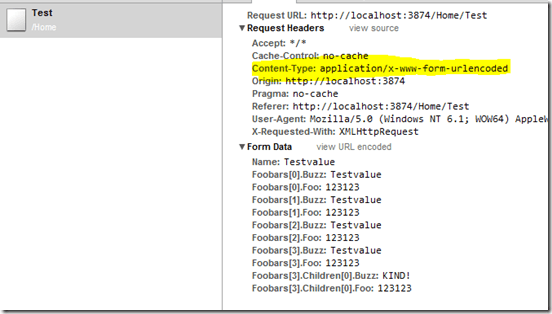 Test
/Home
Request URL: http://localhost:3874/Home/Test
▼Request Headers view source
Accept: */*
Cache-Control: no-cache
Content-Type: application/x-www-form-urlencoded
Origin: http://localhost:3874
Pragma: no-cache
Referer: http://localhost:3874/Home/Test
User-Agent: Mozilla/5.0 (Windows NT 6.1; WOW64)
X-Requested-With: XMLHttpRequest
▼Form Data view URL encoded
Name: Testvalue
Foobars[0].Buzz: Testvalue
Foobars[0].Foo: 123123
Foobars[1].Buzz: Testvalue
Foobars[1].Foo: 123123
Foobars[2].Buzz: Testvalue
Foobars[2].Foo: 123123
Foobars[3].Buzz: Testvalue
Foobars[3].Foo: 123123
Foobars[3].Children[0].Buzz: KIND!
Foobars[3].Children[0].Foo: 123123